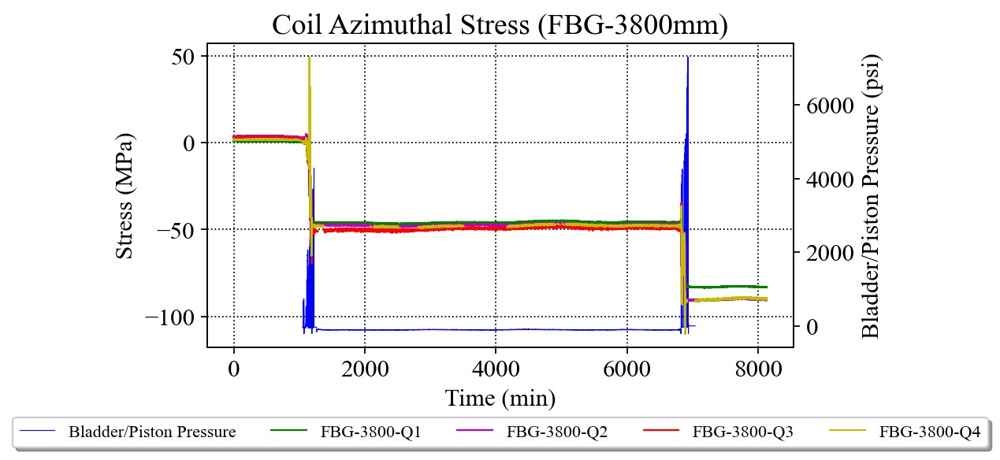 Coil Azimuthal Stress (FBG-3800mm)
50
0
−50
−100
Stress (MPa)
6000
4000
2000
0
Bladder/Piston Pressure (psi)
0 2000 4000 6000 8000
Time (min)
Bladder/Piston Pressure FBG-3800-Q1 FBG-3800-Q2 FBG-3800-Q3 FBG-3800-Q4